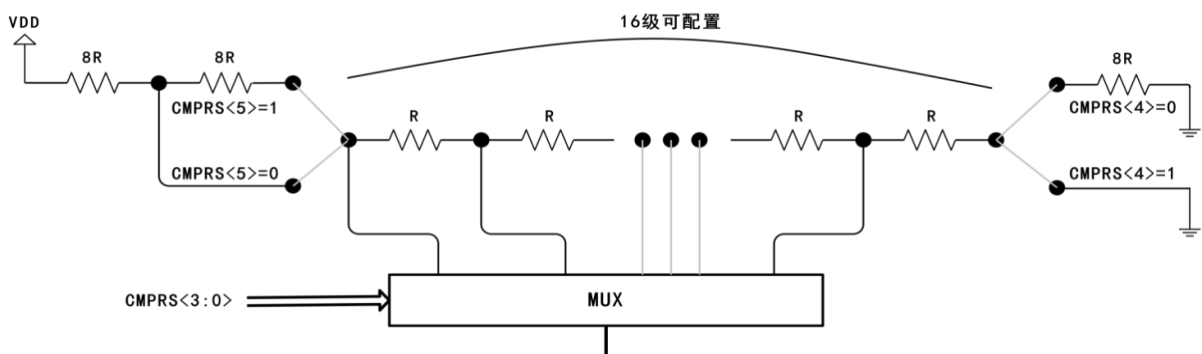 16级可配置
VDD
8R
8R
8R
CMPRS<5>=1
CMPRS<4>=0
R
R
R
R
CMPRS<5>=0
CMPRS<4>=1
CMPRS<3:0>
MUX